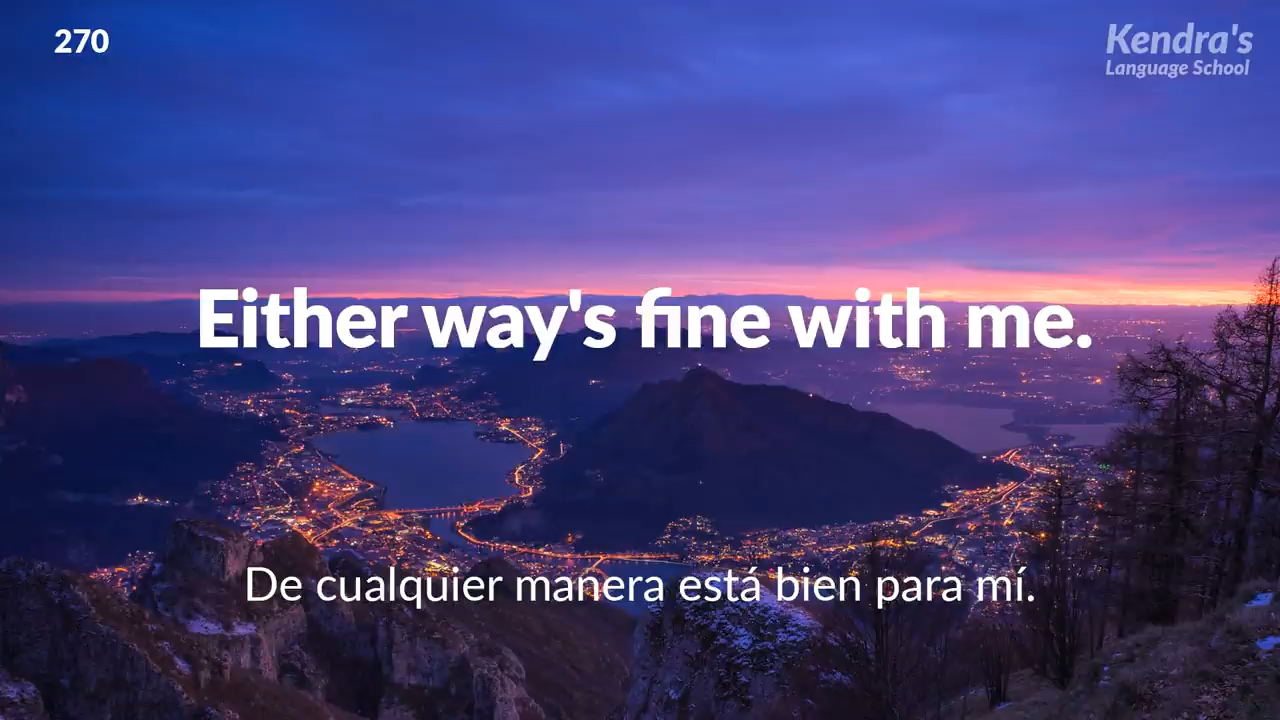 270
Kendra's
Language School
Either way's fine with me.
De cualquier manera está bien para mí.